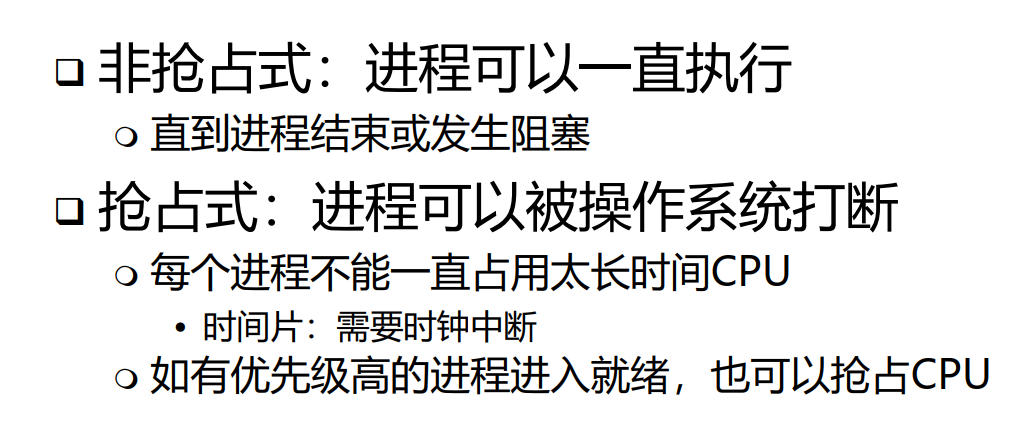 ❑ 非抢占式：进程可以一直执行
❍ 直到进程结束或发生阻塞
❑ 抢占式：进程可以被操作系统打断
❍ 每个进程不能一直占用太长时间CPU
• 时间片：需要时钟中断
❍ 如有优先级高的进程进入就绪，也可以抢占CPU